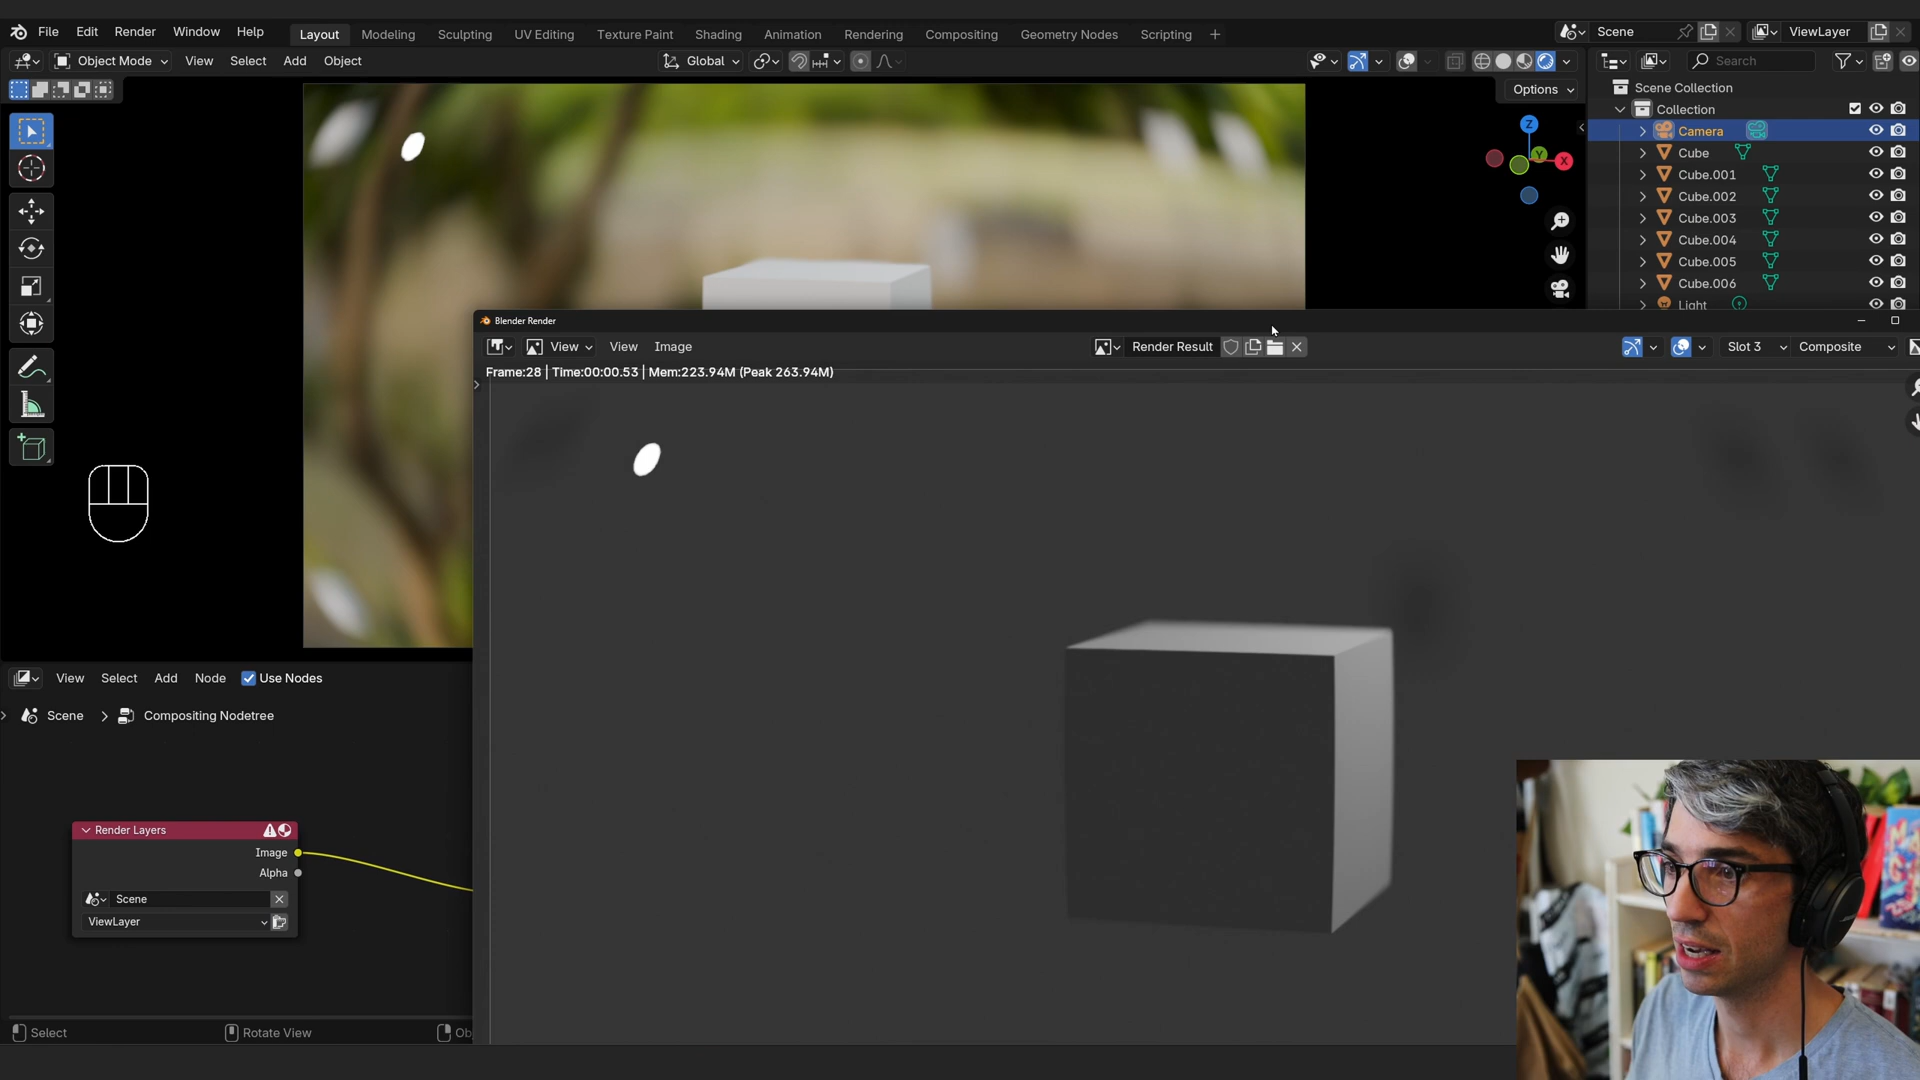 File Edit Render Window Help Layout Modeling Sculpting UV Editing Texture Paint Shading Animation Rendering Compositing Geometry Nodes Scripting + Scene ViewLayer
Object Mode View Select Add Object Global Search
Options
Z
Y
X
Scene Collection
Collection
Camera
Cube
Cube.001
Cube.002
Cube.003
Cube.004
Cube.005
Cube.006
Light
Blender Render
View View Image Render Result Slot 3 Composite
Frame:28 | Time:00:00.53 | Mem:223.94M (Peak 263.94M)
View Select Add Node Use Nodes
Scene > Compositing Nodetree
Render Layers
Image
Alpha
Scene
ViewLayer
Select Rotate View Ob